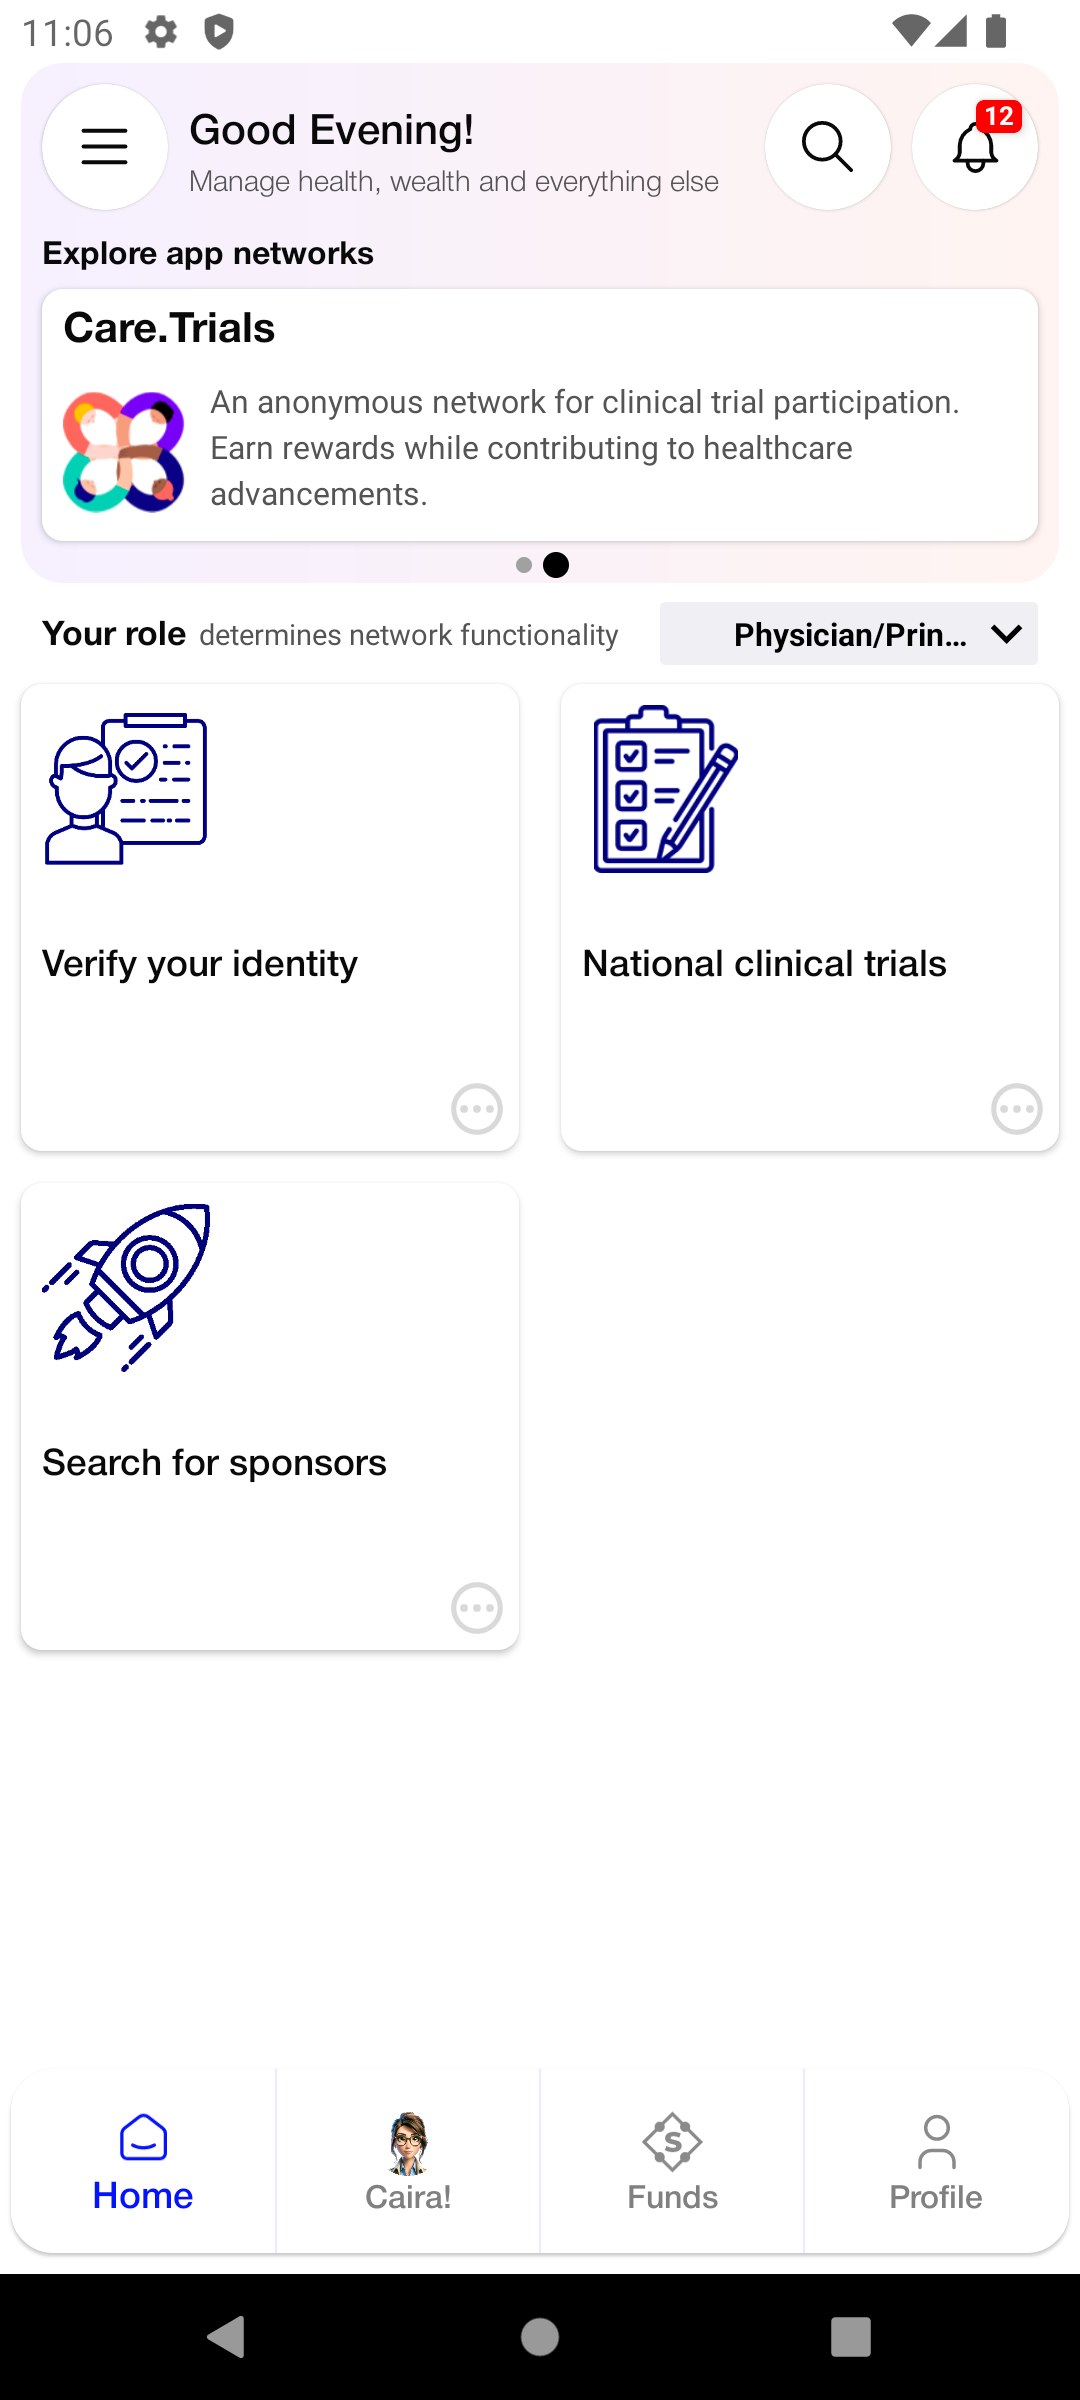 11:06
Good Evening!
12
Manage health, wealth and everything else
Explore app networks
Care.Trials
An anonymous network for clinical trial participation.
Earn rewards while contributing to healthcare
advancements.
Your role determines network functionality
Physician/Prin...
Verify your identity
National clinical trials
Search for sponsors
Home
Caira!
Funds
Profile